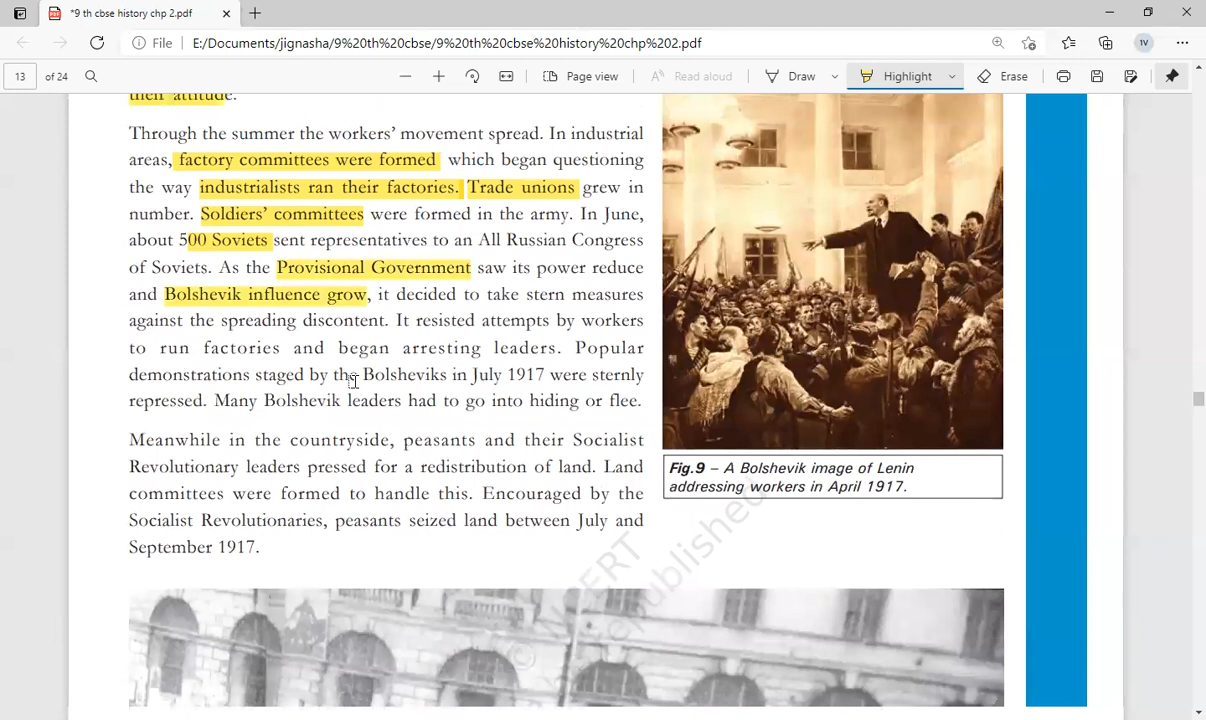 *9 th cbse history chp 2.pdf
File E:/Documents/jignasha/9%20th%20cbse/9%20th%20cbse%20history%20chp%202.pdf
1V
13 of 24 Page view Read aloud Draw Highlight Erase
their attitude.
Through the summer the workers’ movement spread. In industrial
areas, factory committees were formed which began questioning
the way industrialists ran their factories. Trade unions grew in
number. Soldiers’ committees were formed in the army. In June,
about 500 Soviets sent representatives to an All Russian Congress
of Soviets. As the Provisional Government saw its power reduce
and Bolshevik influence grow, it decided to take stern measures
against the spreading discontent. It resisted attempts by workers
to run factories and began arresting leaders. Popular
demonstrations staged by the Bolsheviks in July 1917 were sternly
repressed. Many Bolshevik leaders had to go into hiding or flee.
Meanwhile in the countryside, peasants and their Socialist
Revolutionary leaders pressed for a redistribution of land. Land
committees were formed to handle this. Encouraged by the
Socialist Revolutionaries, peasants seized land between July and
September 1917.
Fig.9 – A Bolshevik image of Lenin
addressing workers in April 1917.
© NCERT
published